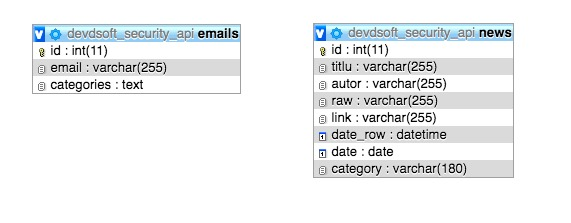 devdsoft_security_api emails
id : int(11)
email : varchar(255)
categories : text
devdsoft_security_api news
id : int(11)
titlu : varchar(255)
autor : varchar(255)
raw : varchar(255)
link : varchar(255)
date_row : datetime
date : date
category : varchar(180)